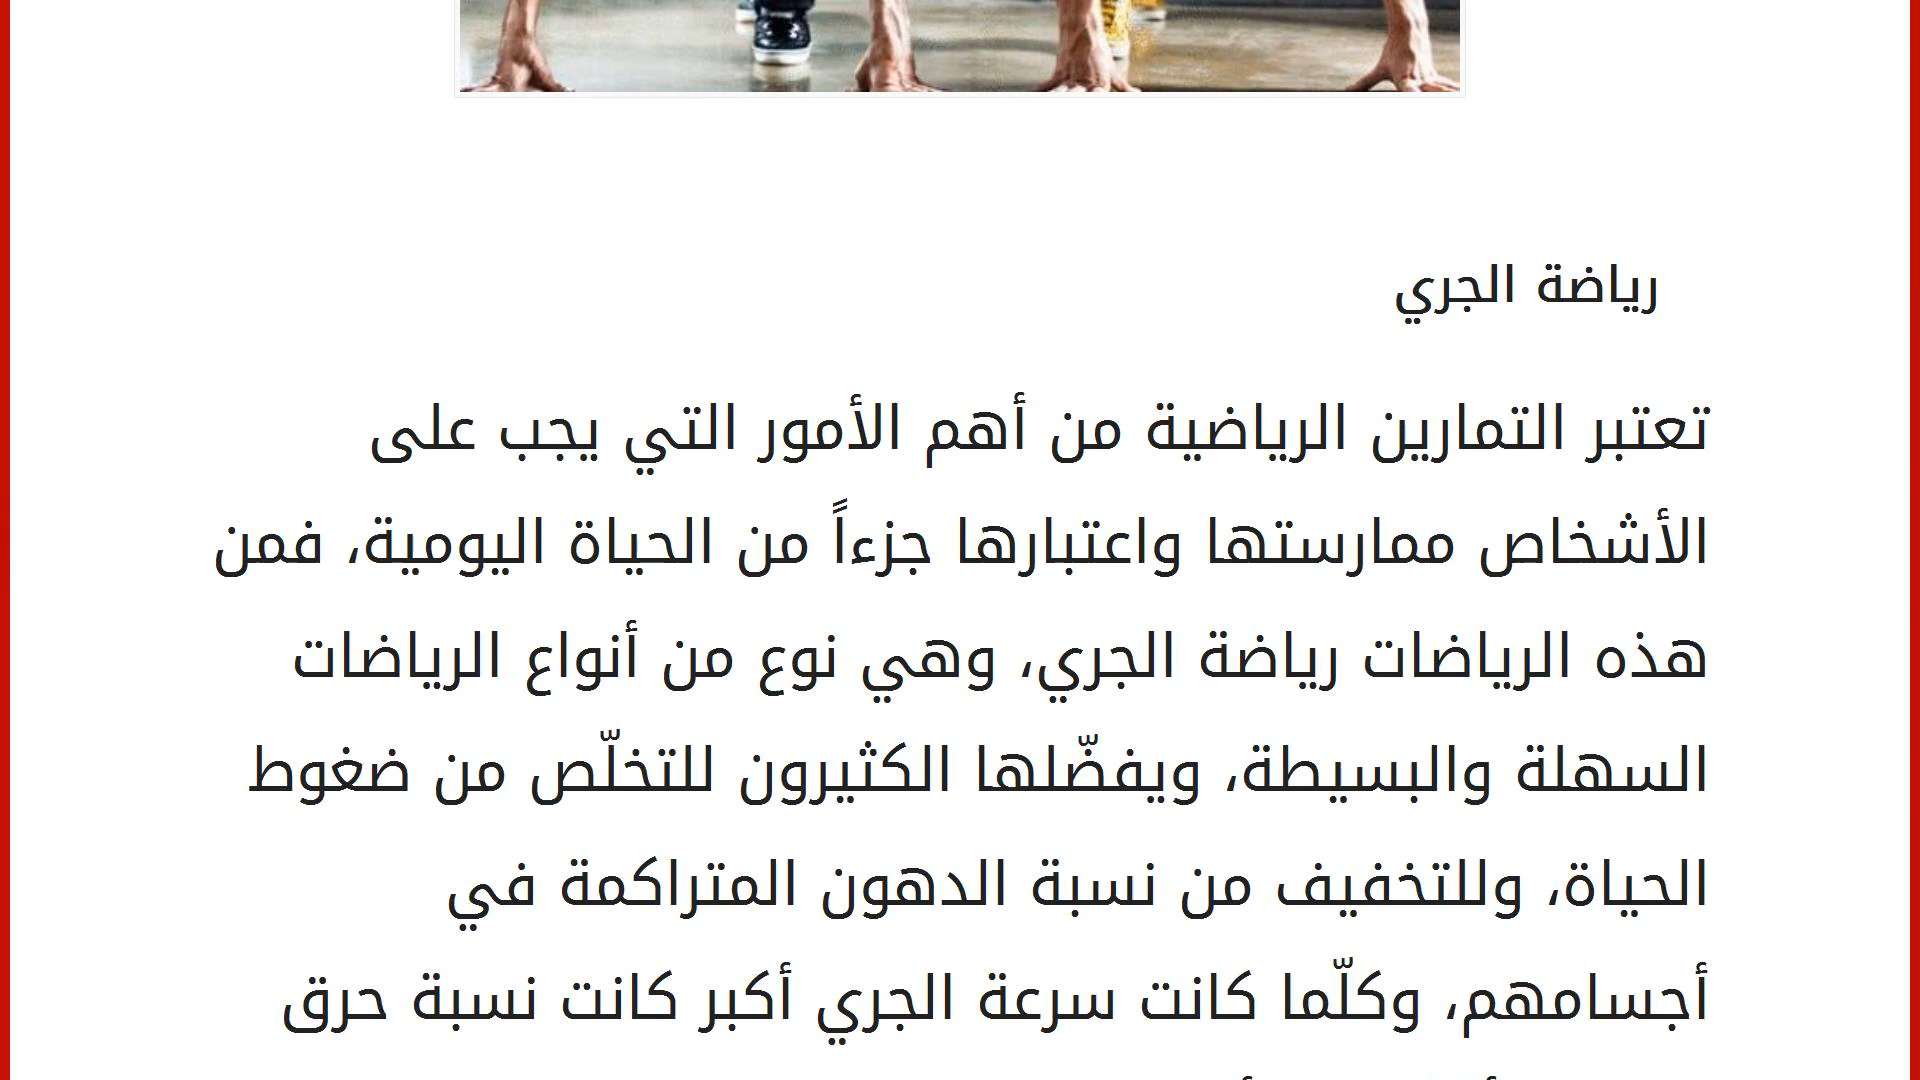 رياضة الجري
تعتبر التمارين الرياضية من أهم الأمور التي يجب على
الأشخاص ممارستها واعتبارها جزءاً من الحياة اليومية، فمن
هذه الرياضات رياضة الجري، وهي نوع من أنواع الرياضات
السهلة والبسيطة، ويفضّلها الكثيرون للتخلّص من ضغوط
الحياة، وللتخفيف من نسبة الدهون المتراكمة في
أجسامهم، وكلّما كانت سرعة الجري أكبر كانت نسبة حرق